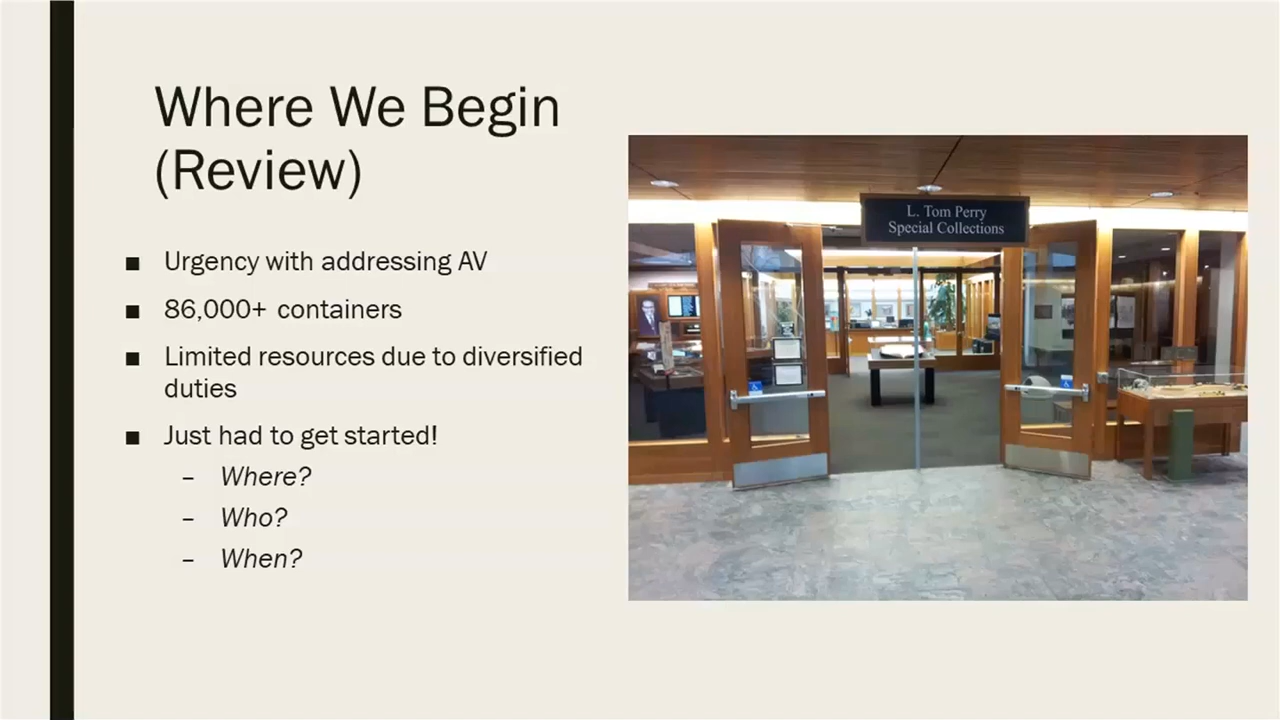 Where We Begin
(Review)
■ Urgency with addressing AV
■ 86,000+ containers
■ Limited resources due to diversified
duties
■ Just had to get started!
– Where?
– Who?
– When?
L. Tom Perry
Special Collections